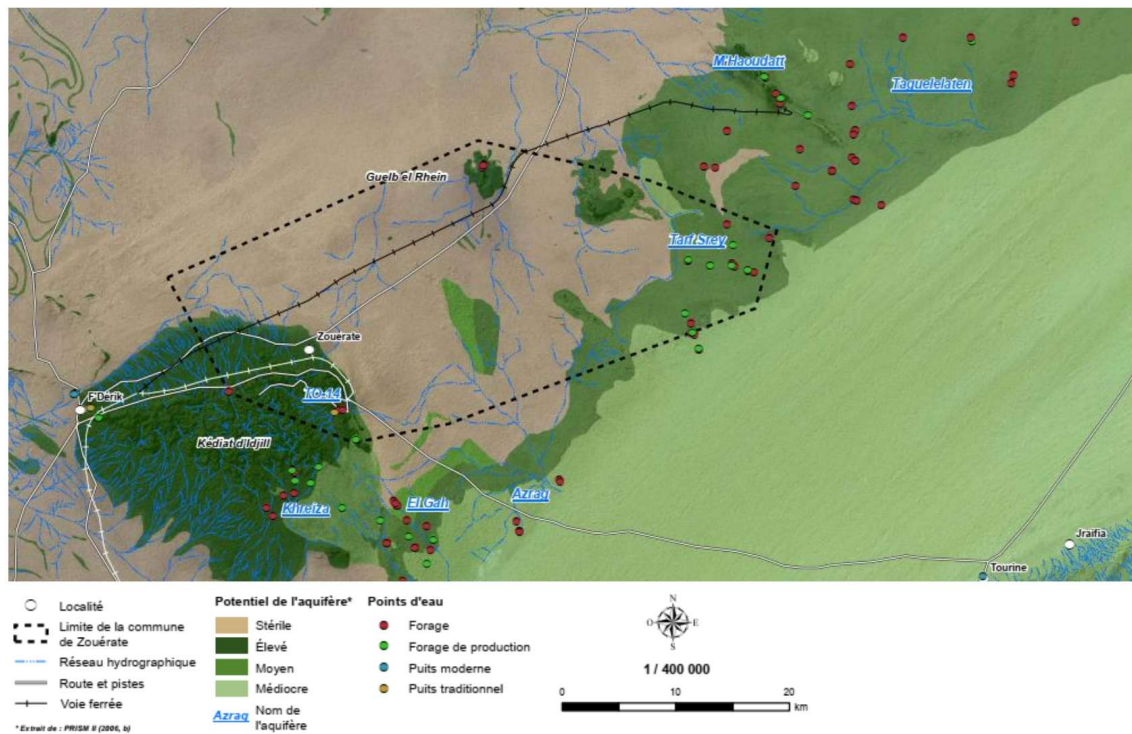 M'Haoudatt
Taguelelaten
Guelb el Rhein
Tarf Srey
Zouérate
F'Dérik
TO-14
Kédiat d'Idjill
Khreiza
El Gah
Azrag
Jraifia
Tourine
Localité
Limite de la commune
de Zouérate
Réseau hydrographique
Route et pistes
Voie ferrée
* Extrait de : PRISM II (2006, b)
Potentiel de l'aquifère*
Stérile
Élevé
Moyen
Médiocre
Azrag Nom de
l'aquifère
Points d'eau
Forage
Forage de production
Puits moderne
Puits traditionnel
N
O E
S
1 / 400 000
0 10 20
km